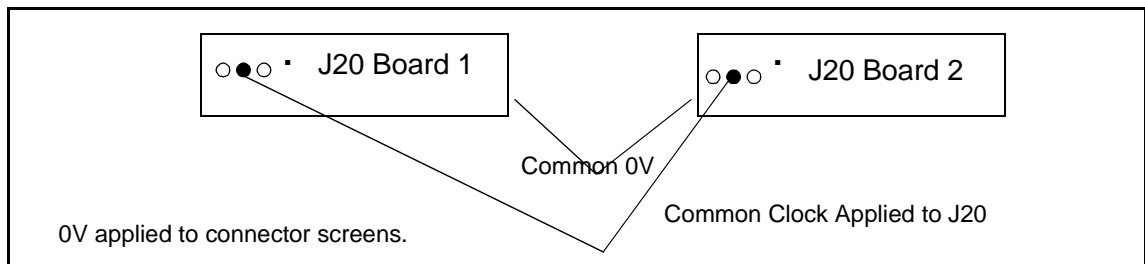 J20 Board 1
J20 Board 2
Common 0V
Common Clock Applied to J20
0V applied to connector screens.